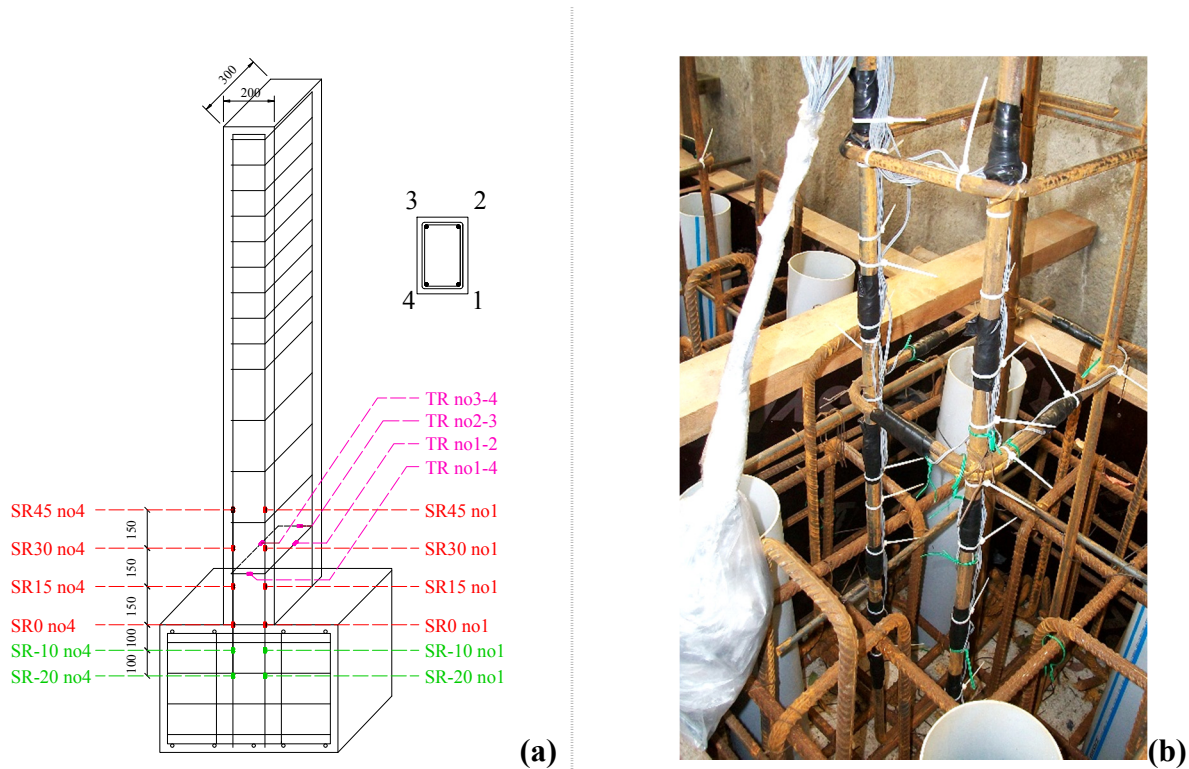 300
200
3 2
4 1
TR no3-4
TR no2-3
TR no1-2
TR no1-4
SR45 no4
SR45 no1
150
SR30 no4
SR30 no1
150
SR15 no4
SR15 no1
150
SR0 no4
SR0 no1
100
SR-10 no4
SR-10 no1
100
SR-20 no4
SR-20 no1
(a)
(b)